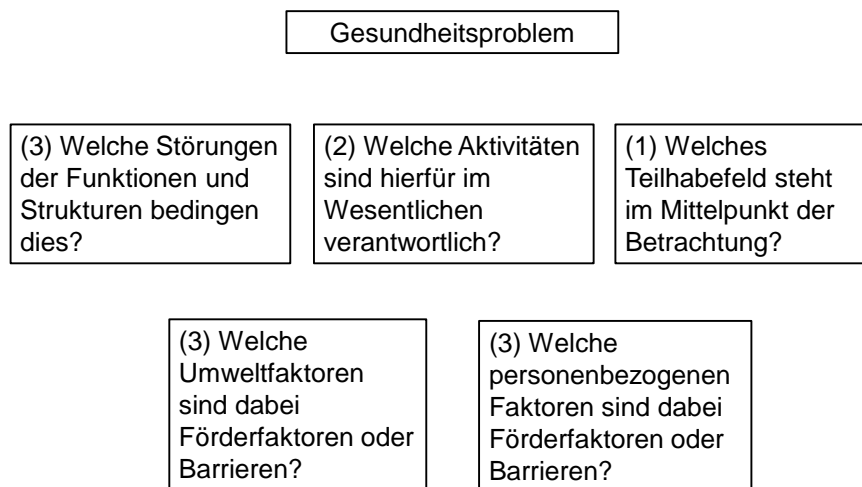 Gesundheitsproblem
(3) Welche Störungen
der Funktionen und
Strukturen bedingen
dies?
(2) Welche Aktivitäten
sind hierfür im
Wesentlichen
verantwortlich?
(1) Welches
Teilhabefeld steht
im Mittelpunkt der
Betrachtung?
(3) Welche
Umweltfaktoren
sind dabei
Förderfaktoren oder
Barrieren?
(3) Welche
personenbezogenen
Faktoren sind dabei
Förderfaktoren oder
Barrieren?